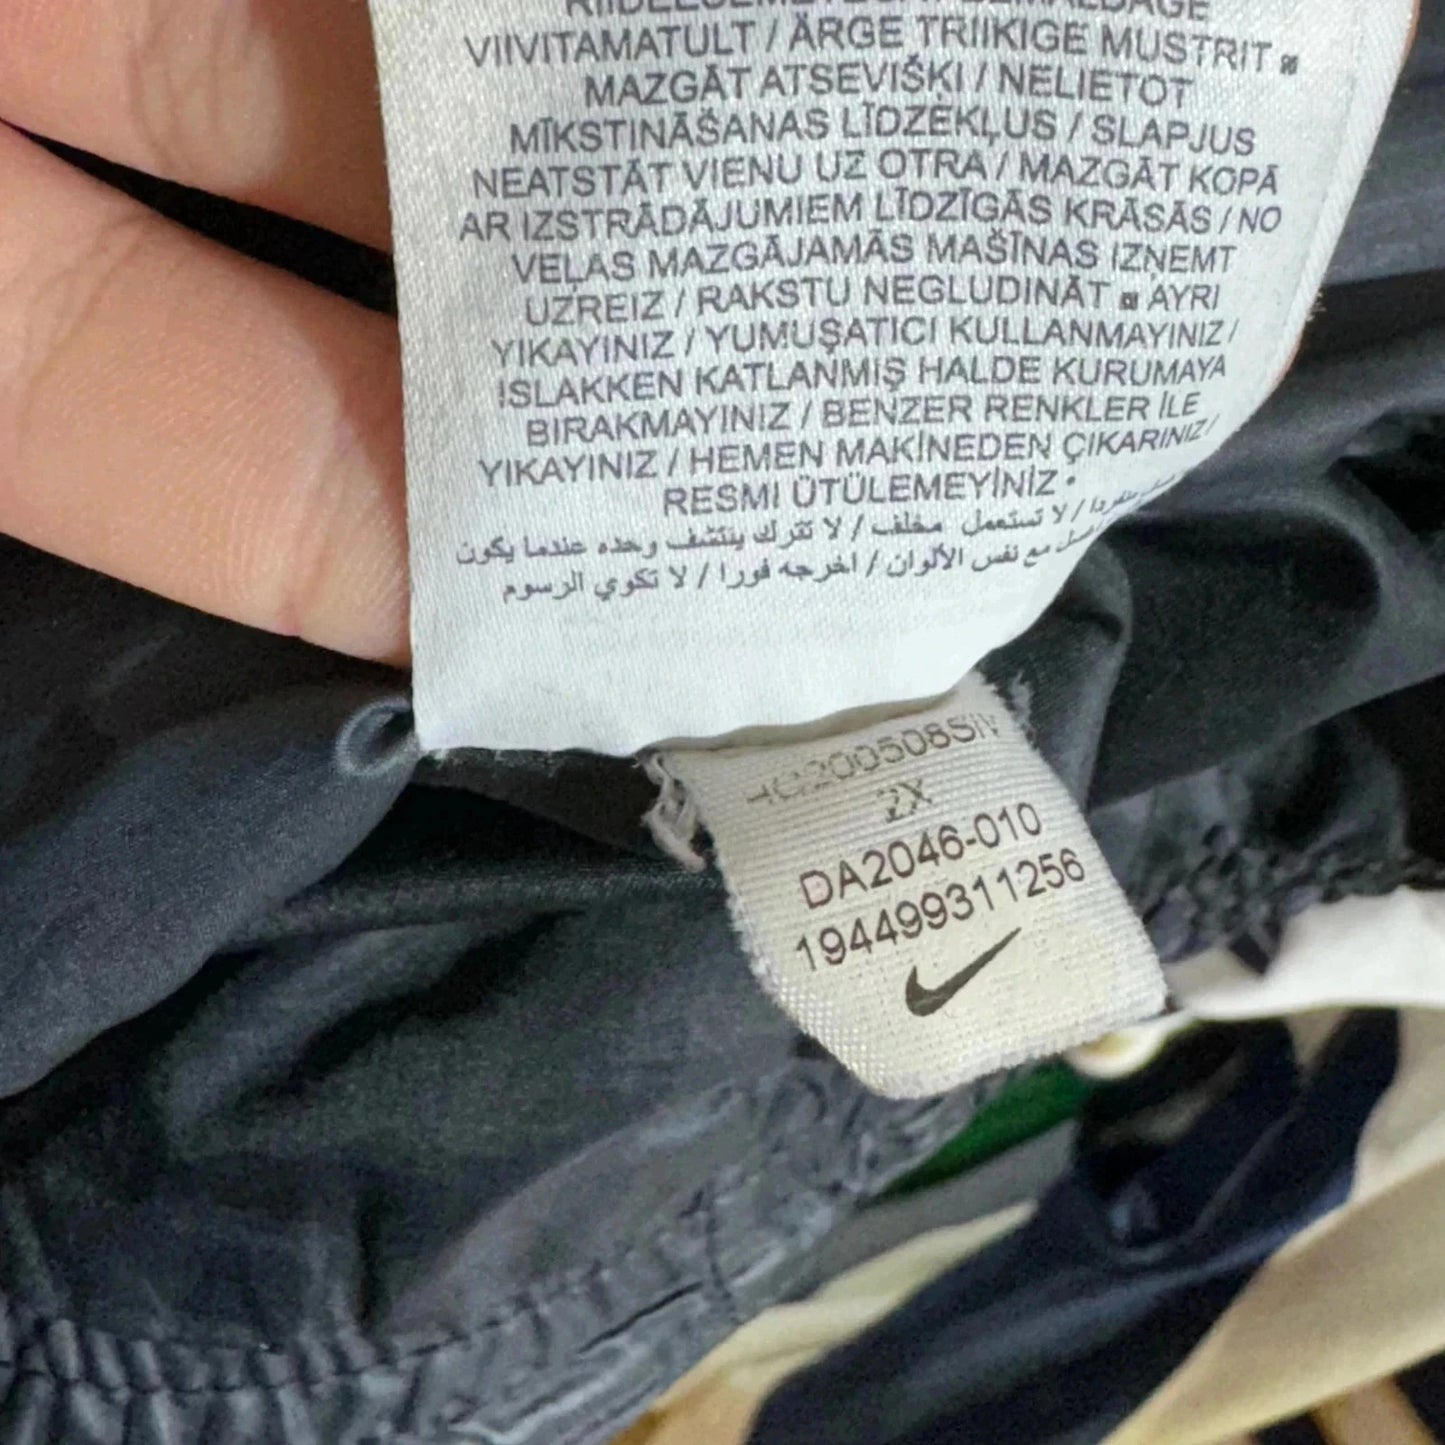 VIIVITAMATULT / ÄRGE TRIIKIGE MUSTRIT
MAZGĀT ATSEVIŠĶI / NELIETOT
MĪKSTINĀŠANAS LĪDZEKĻUS / SLAPJUS
NEATSTĀT VIENU UZ OTRA / MAZGĀT KOPĀ
AR IZSTRĀDĀJUMIEM LĪDZĪGĀS KRĀSĀS / NO
VEĻAS MAZGĀJAMĀS MAŠĪNAS IZŅEMT
UZREIZ / RAKSTU NEGLUDINĀT AYRI
YIKAYINIZ / YUMUŞATICI KULLANMAYINIZ /
ISLAKKEN KATLANMIŞ HALDE KURUMAYA
BIRAKMAYINIZ / BENZER RENKLER İLE
YIKAYINIZ / HEMEN MAKİNEDEN ÇIKARINIZ /
RESMI ÜTÜLEMEYİNİZ •
منفردا / لا تستعمل مخلف / لا تترك ينتشف وحده عندما يكون
مع نفس الألوان / اخرجه فورا / لا تكوي الرسوم
200508SIV
2X
DA2046-010
194499311256